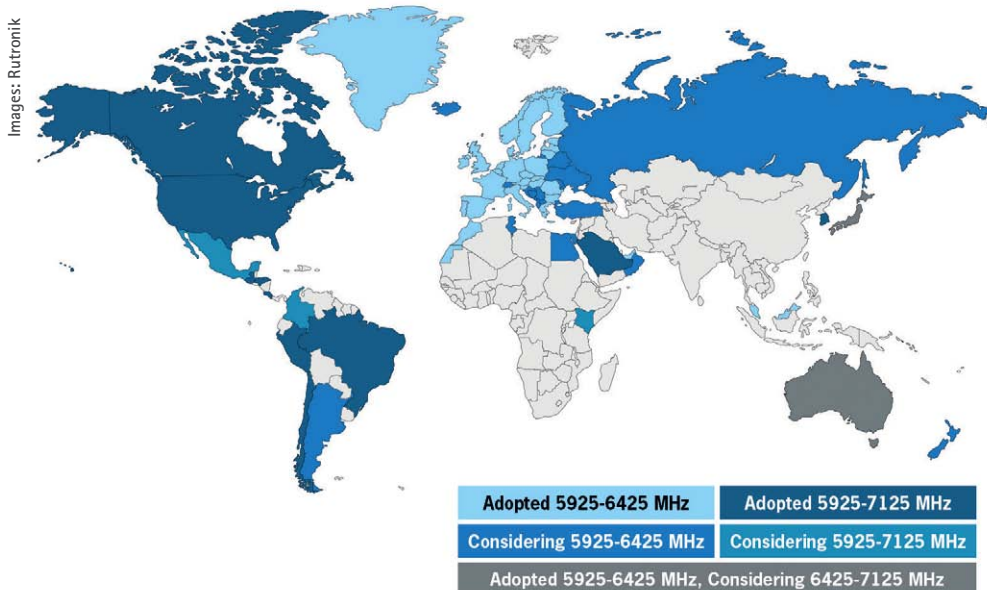 Images: Rutronik
Adopted 5925-6425 MHz
Adopted 5925-7125 MHz
Considering 5925-6425 MHz
Considering 5925-7125 MHz
Adopted 5925-6425 MHz, Considering 6425-7125 MHz